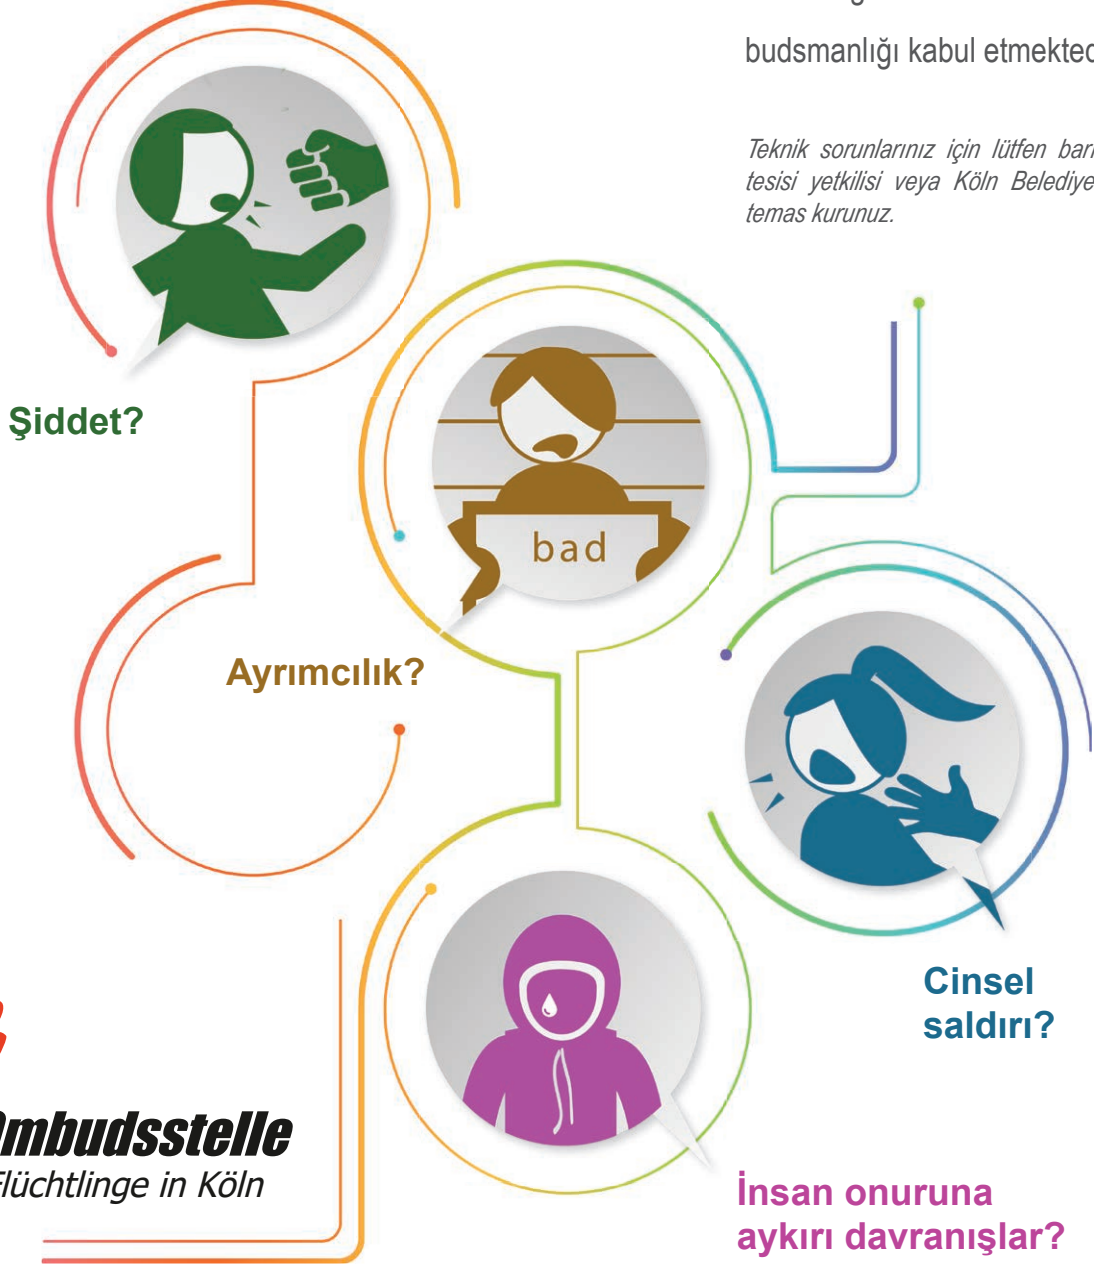 budsmanlığı kabul etmekted
Teknik sorunlarınız için lütfen barı
tesisi yetkilisi veya Köln Belediye
temas kurunuz.
Şiddet?
bad
Ayrımcılık?
Cinsel
saldırı?
Ombudsstelle
Flüchtlinge in Köln
İnsan onuruna
aykırı davranışlar?